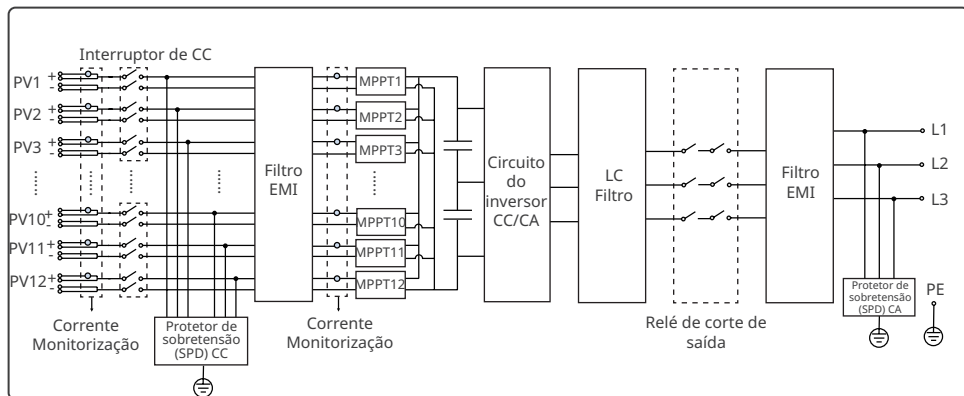 Interruptor de CC
PV1 + -
PV2 + -
PV3 + -
PV10 + -
PV11 + -
PV12 + -
Corrente
Monitorização
Protetor de
sobretensão
(SPD) CC
Filtro
EMI
MPPT1
MPPT2
MPPT3
MPPT10
MPPT11
MPPT12
Corrente
Monitorização
Circuito
do
inversor
CC/CA
LC
Filtro
Relé de corte de
saída
Filtro
EMI
L1
L2
L3
Protetor de
sobretensão
(SPD) CA
PE